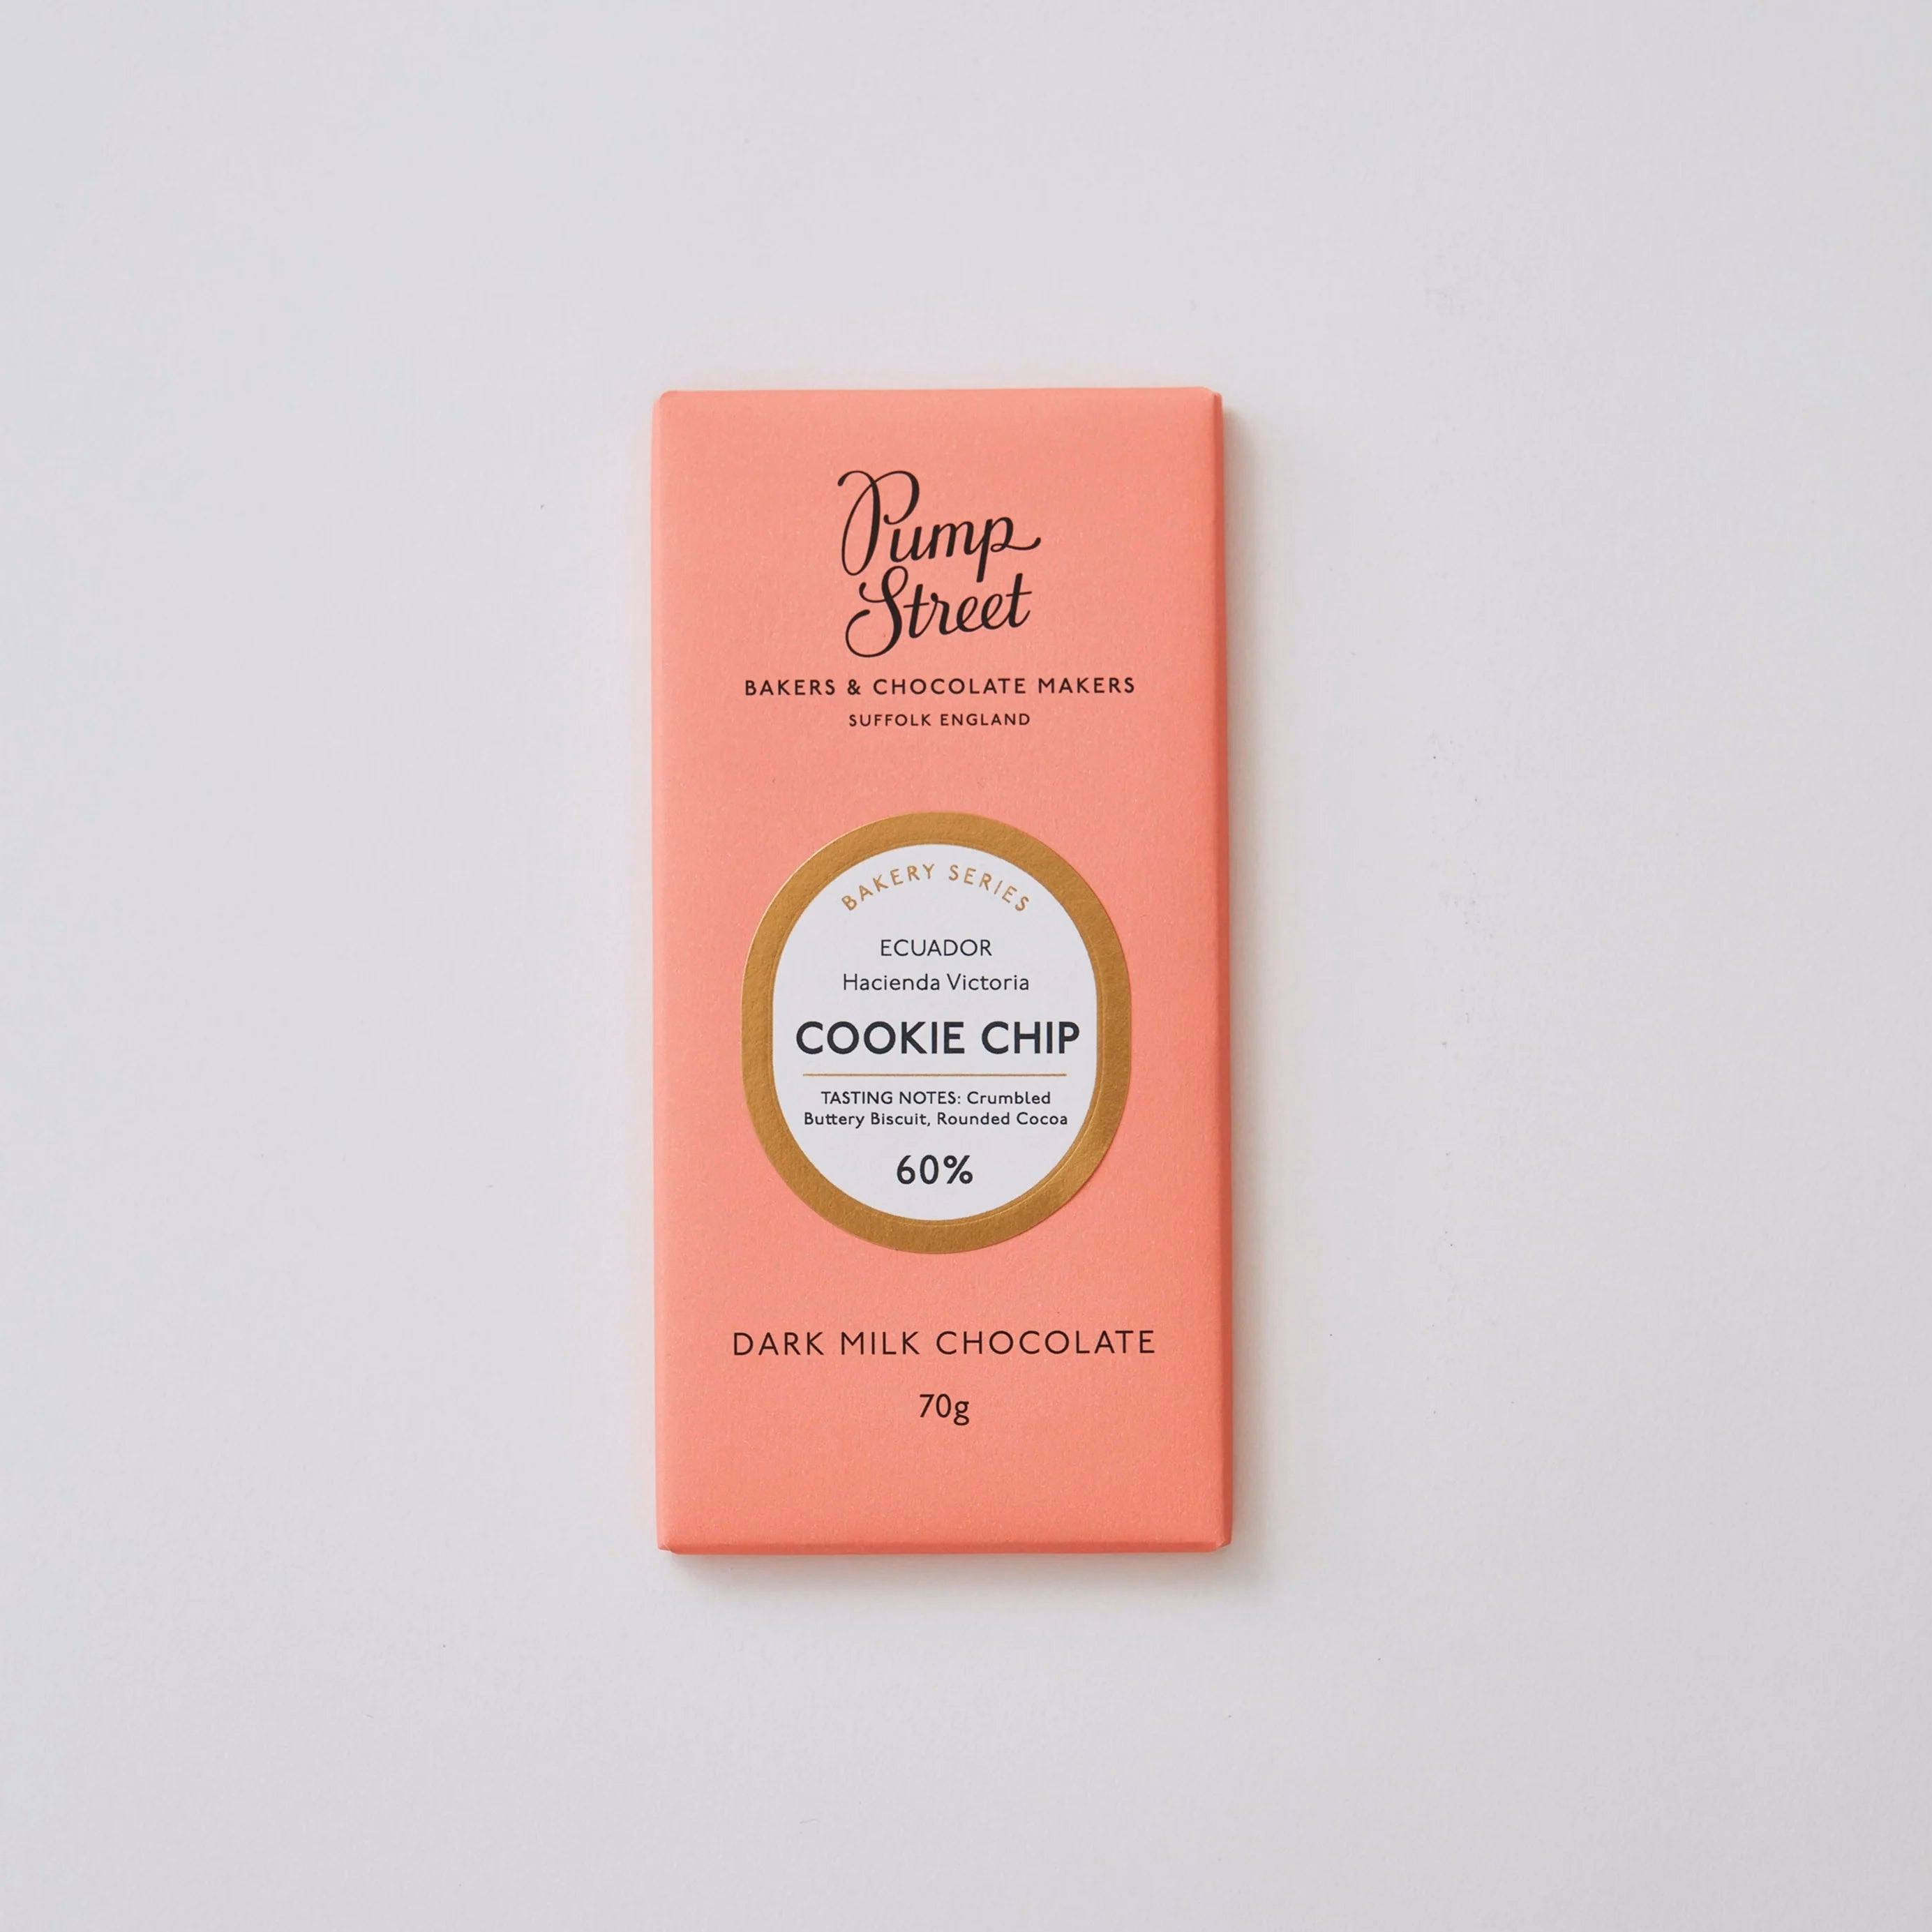 Pump
Street
BAKERS & CHOCOLATE MAKERS
SUFFOLK ENGLAND
BAKERY SERIES
ECUADOR
Hacienda Victoria
COOKIE CHIP
TASTING NOTES: Crumbled
Buttery Biscuit, Rounded Cocoa
60%
DARK MILK CHOCOLATE
70g